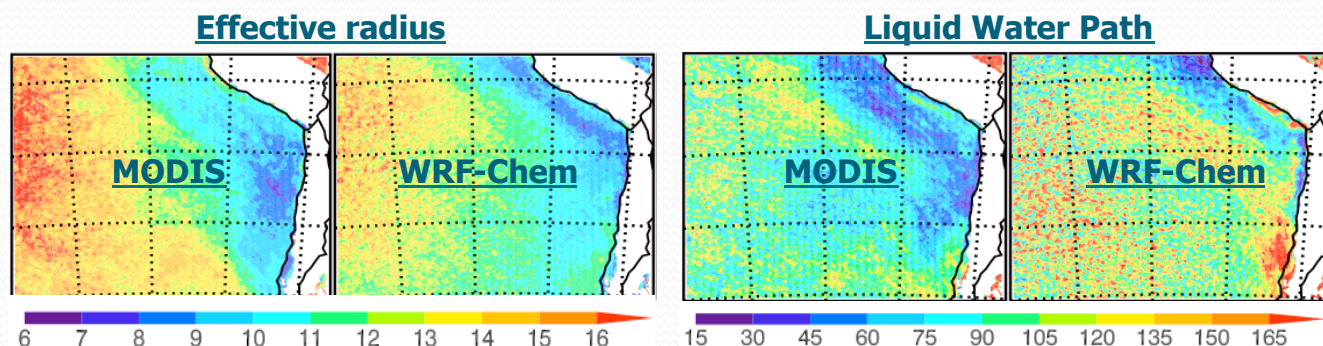 Effective radius
Liquid Water Path
MODIS
WRF-Chem
MODIS
WRF-Chem
6 7 8 9 10 11 12 13 14 15 16
15 30 45 60 75 90 105 120 135 150 165